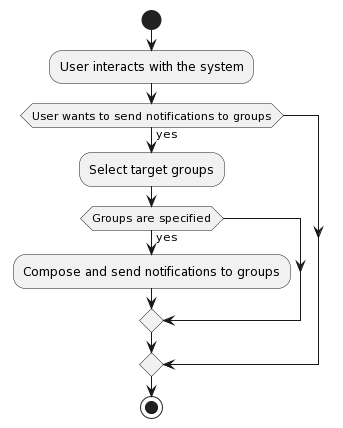 User interacts with the system
User wants to send notifications to groups
yes
Select target groups
Groups are specified
yes
Compose and send notifications to groups